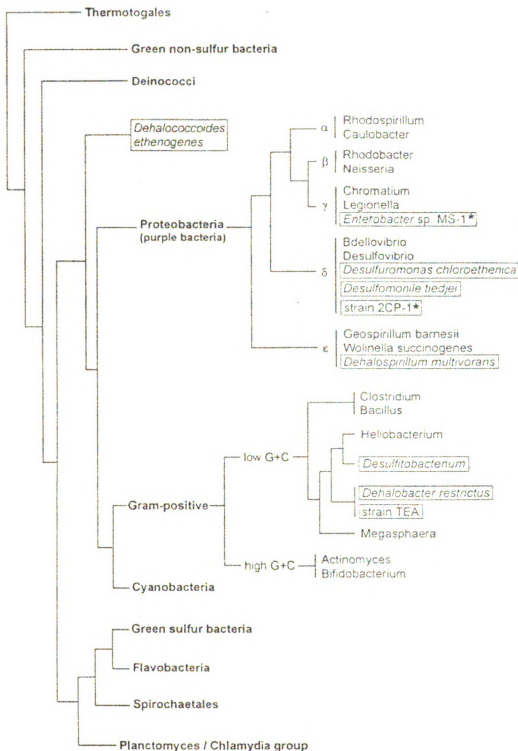 Thermotogales
Green non-sulfur bacteria
Deinococci
Dehalococcoides
ethenogenes
Proteobacteria
(purple bacteria)
α
Rhodospirillum
Caulobacter
β
Rhodobacter
Neisseria
γ
Chromatium
Legionella
Enterobacter sp. MS-1*
δ
Bdellovibrio
Desulfovibrio
Desulfuromonas chloroethenica
Desulfomonile tiedjei
strain 2CP-1*
ε
Geospirillum barnesii
Wolinella succinogenes
Dehalospirillum multivorans
Gram-positive
low G+C
Clostridium
Bacillus
Heliobacterium
Desulfitobacterium
Dehalobacter restrictus
strain TEA
Megasphaera
high G+C
Actinomyces
Bifidobacterium
Cyanobacteria
Green sulfur bacteria
Flavobacteria
Spirochaetales
Planctomyces / Chlamydia group